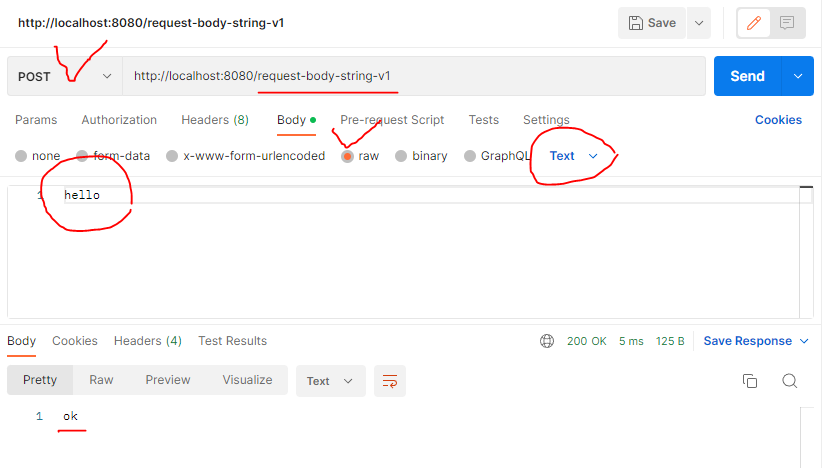 http://localhost:8080/request-body-string-v1 Save
POST http://localhost:8080/request-body-string-v1 Send
Params Authorization Headers (8) Body Pre-request Script Tests Settings Cookies
none form-data x-www-form-urlencoded raw binary GraphQL Text
1 hello
Body Cookies Headers (4) Test Results 200 OK 5 ms 125 B Save Response
Pretty Raw Preview Visualize Text
1 ok